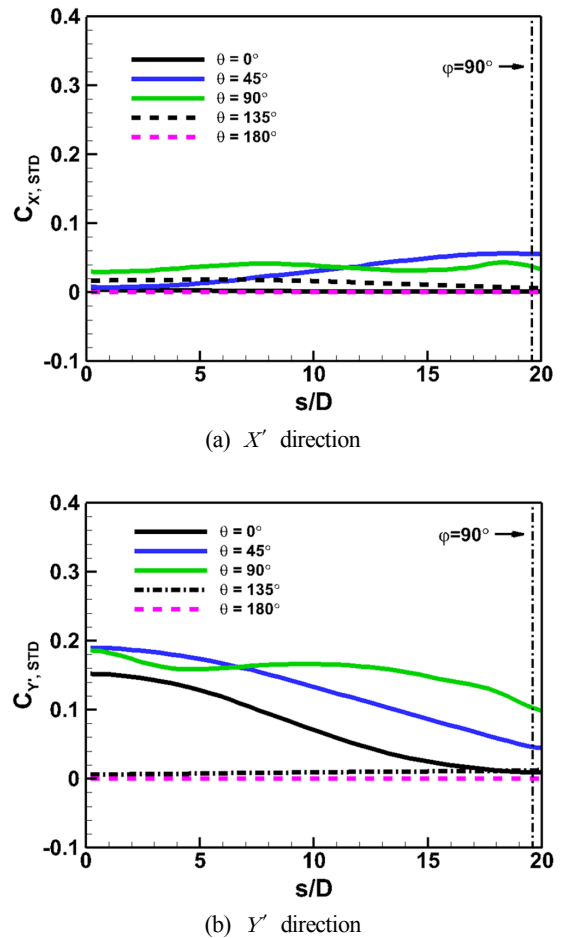 0.4
0.3
0.2
0.1
0
-0.1
C_{X′, STD}
θ = 0°
θ = 45°
θ = 90°
θ = 135°
θ = 180°
φ=90°
0 5 10 15 20
s/D
(a) X′ direction
0.4
0.3
0.2
0.1
0
-0.1
C_{Y′, STD}
θ = 0°
θ = 45°
θ = 90°
θ = 135°
θ = 180°
φ=90°
0 5 10 15 20
s/D
(b) Y′ direction